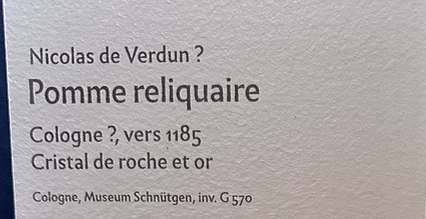 Nicolas de Verdun ?
Pomme reliquaire
Cologne ?, vers 1185
Cristal de roche et or
Cologne, Museum Schnütgen, inv. G 570